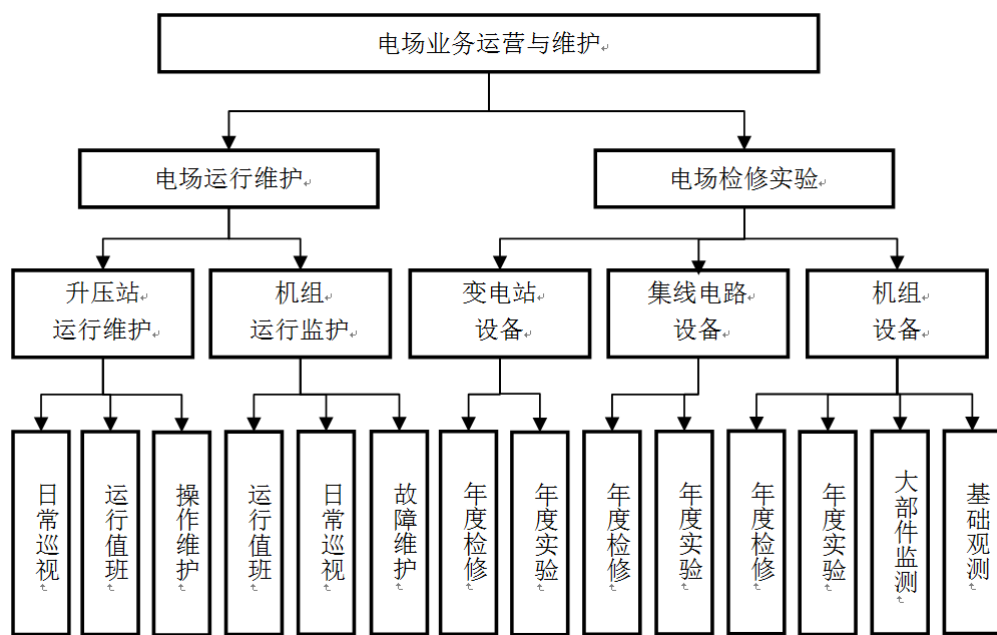 电场业务运营与维护
电场运行维护
电场检修实验
升压站
运行维护
机组
运行监护
变电站
设备
集线电路
设备
机组
设备
日常巡视
运行值班
操作维护
运行值班
日常巡视
故障维护
年度检修
年度实验
年度检修
年度实验
年度检修
年度实验
大部件监测
基础观测